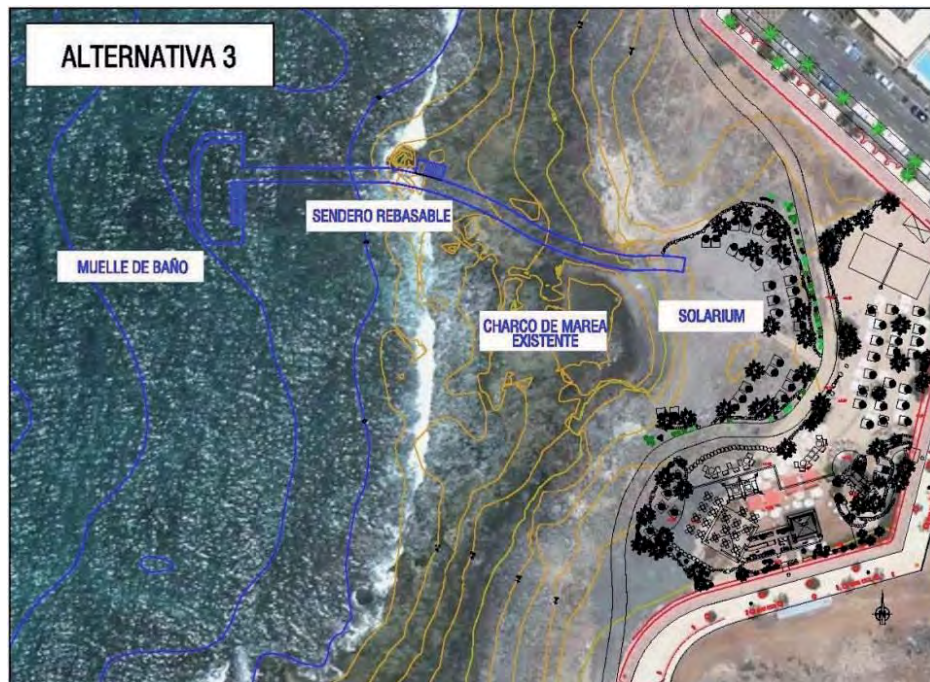 ALTERNATIVA 3
SENDERO REBASABLE
MUELLE DE BAÑO
CHARCO DE MAREA
EXISTENTE
SOLARIUM